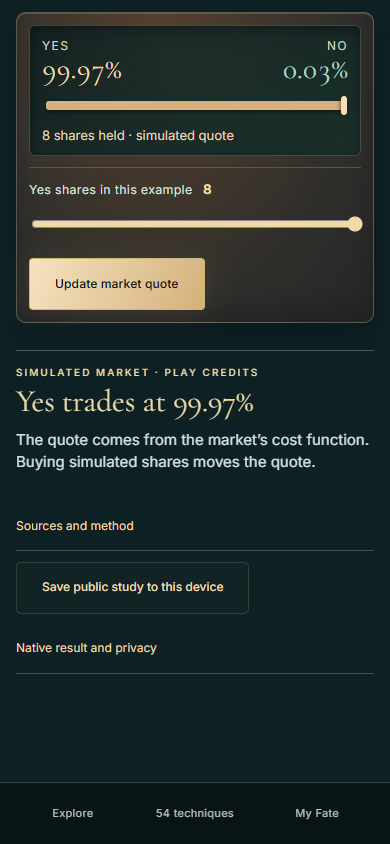 YES NO
99.97% 0.03%
8 shares held · simulated quote
Yes shares in this example 8
Update market quote
SIMULATED MARKET · PLAY CREDITS
Yes trades at 99.97%
The quote comes from the market’s cost function.
Buying simulated shares moves the quote.
Sources and method
Save public study to this device
Native result and privacy
Explore 54 techniques My Fate